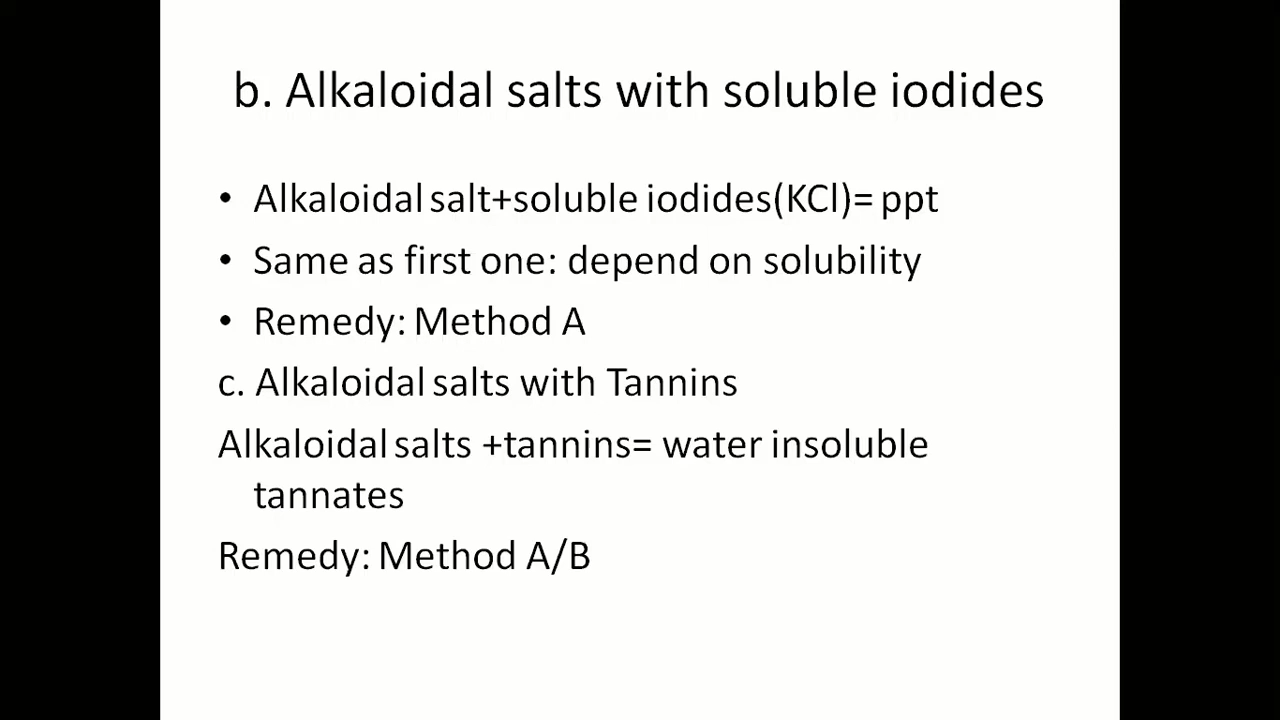 b. Alkaloidal salts with soluble iodides
• Alkaloidal salt+soluble iodides(KCl)= ppt
• Same as first one: depend on solubility
• Remedy: Method A
c. Alkaloidal salts with Tannins
Alkaloidal salts +tannins= water insoluble
tannates
Remedy: Method A/B